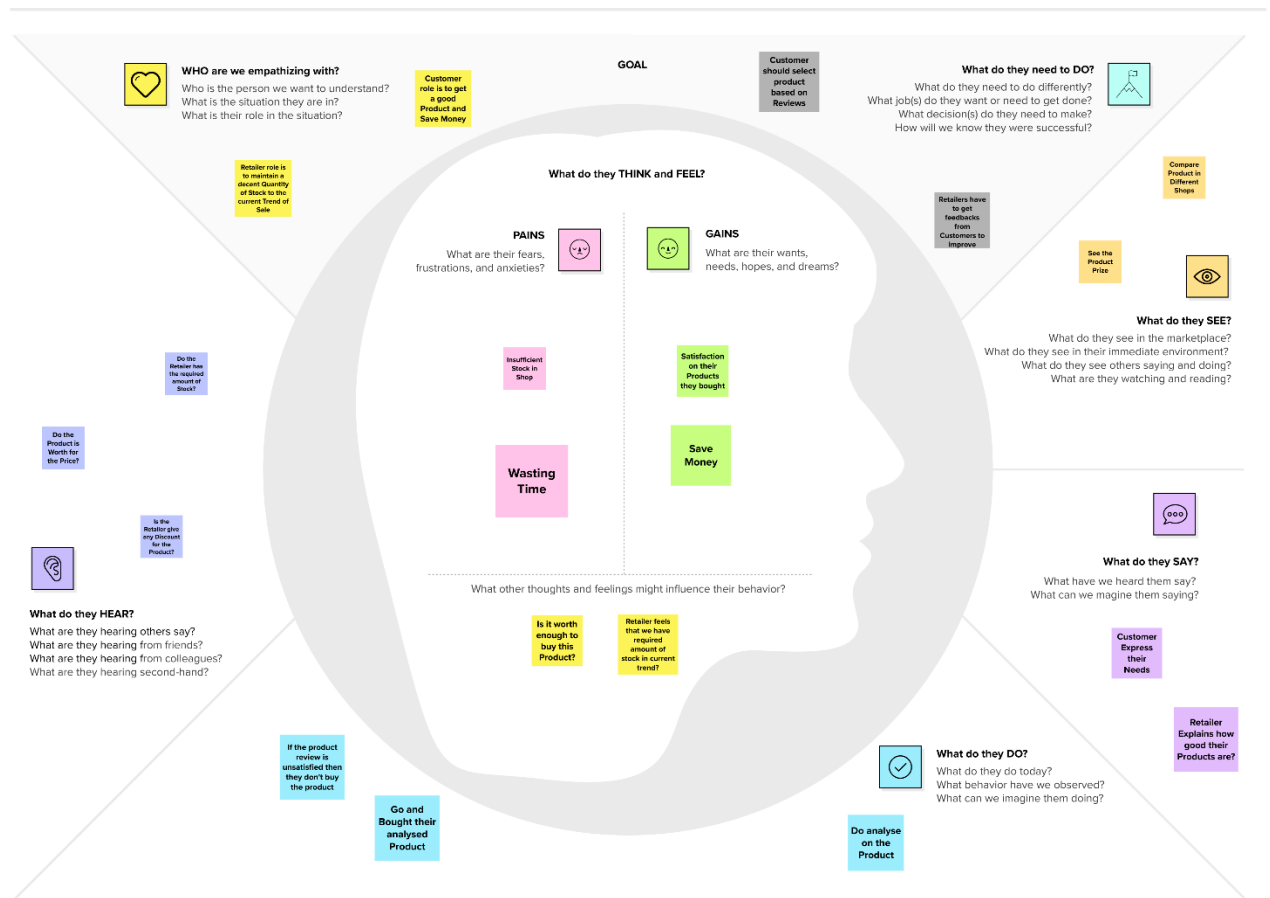 GOAL
WHO are we empathizing with?
Who is the person we want to understand?
What is the situation they are in?
What is their role in the situation?
Customer
role is to get
a good
Product and
Save Money
Retailer role is
to maintain a
decent Quantity
of Stock to the
current Trend of
Sale
Customer
should select
product
based on
Reviews
What do they need to DO?
What do they need to do differently?
What job(s) do they want or need to get done?
What decision(s) do they need to make?
How will we know they were successful?
Retailers have
to get
feedbacks
from
Customers to
improve
Compare
Product in
Different
Shops
See the
Product
Prize
What do they SEE?
What do they see in the marketplace?
What do they see in their immediate environment?
What do they see others saying and doing?
What are they watching and reading?
What do they THINK and FEEL?
PAINS
What are their fears,
frustrations, and anxieties?
GAINS
What are their wants,
needs, hopes, and dreams?
Insufficient
Stock in
Shop
Wasting
Time
Satisfaction
on their
Products
they bought
Save
Money
What other thoughts and feelings might influence their behavior?
Is it worth
enough to
buy this
Product?
Retailer feels
that we have
required
amount of
stock in current
trend?
Do the
Retailer has
the required
amount of
Stock?
Do the
Product is
Worth for
the Price?
Is the
Retailor give
any Discount
for the
Product?
What do they HEAR?
What are they hearing others say?
What are they hearing from friends?
What are they hearing from colleagues?
What are they hearing second-hand?
What do they SAY?
What have we heard them say?
What can we magine them saying?
Customer
Express
their
Needs
Retailer
Explains how
good their
Products are?
If the product
review is
unsatisfied then
they don't buy
the product
Go and
Bought their
analysed
Product
What do they DO?
What do they do today?
What behavior have we observed?
What can we imagine them doing?
Do analyse
on the
Product